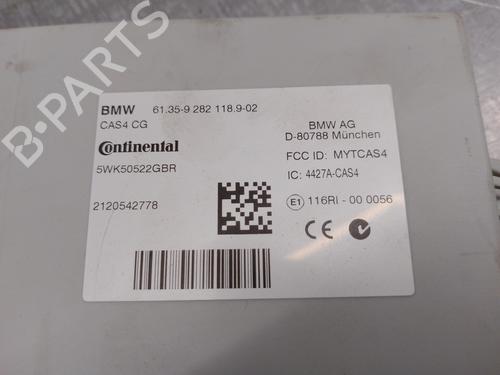 BMW 61.35-9 282 118.9-02
CAS4 CG
BMW AG
D-80788 München
Continental
FCC ID: MYTCAS4
5WK50522GBR
IC: 4427A-CAS4
2120542778
E1 116RI - 00 0056
CE
B-PARTS